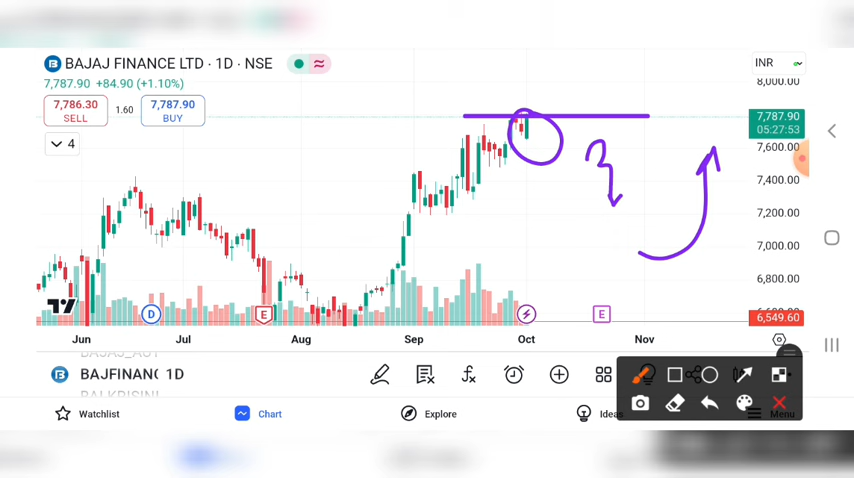 BAJAJ FINANCE LTD · 1D · NSE
INR
7,787.90 +84.90 (+1.10%)
8,000.00
7,786.30
SELL
1.60
7,787.90
BUY
7,787.90
05:27:53
4
7,600.00
7,400.00
7,200.00
7,000.00
6,800.00
D
E
E
6,549.60
Jun
Jul
Aug
Sep
Oct
Nov
BAJFINANC 1D
Watchlist
Chart
Explore
Ideas
Menu